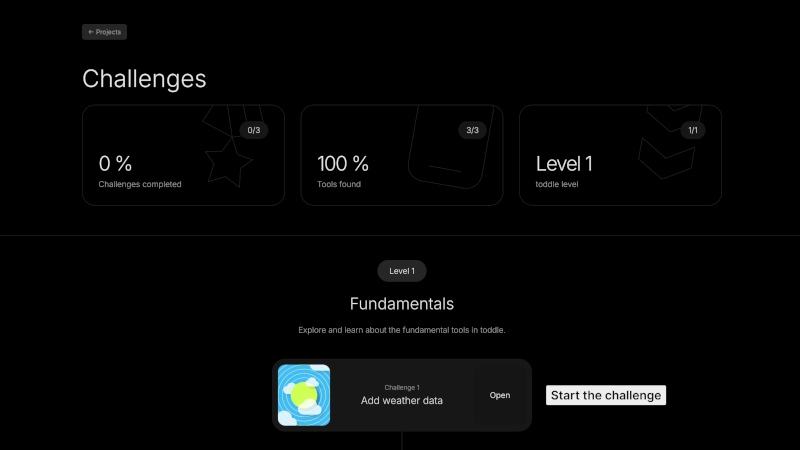 ← Projects
Challenges
0/3
0 %
Challenges completed
3/3
100 %
Tools found
1/1
Level 1
toddle level
Level 1
Fundamentals
Explore and learn about the fundamental tools in toddle.
Challenge 1
Add weather data
Open
Start the challenge